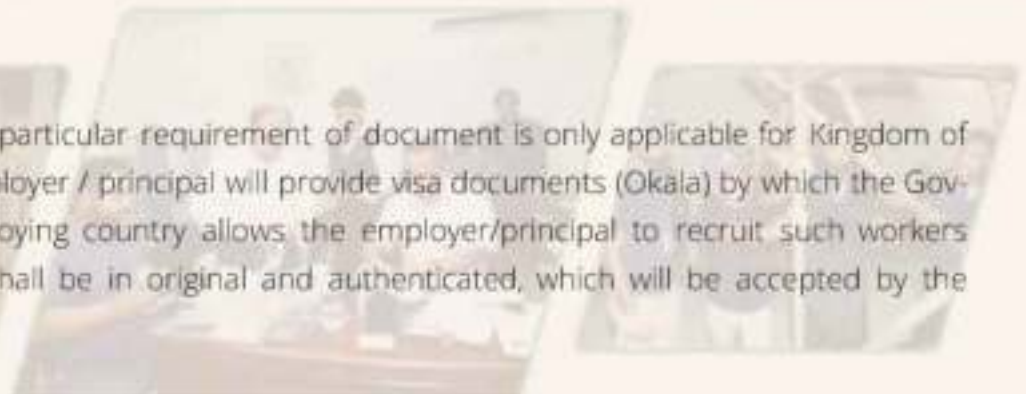 particular requirement of document is only applicable for Kingdom of
loyer / principal will provide visa documents (Okala) by which the Gov-
oying country allows the employer/principal to recruit such workers
hall be in original and authenticated, which will be accepted by the